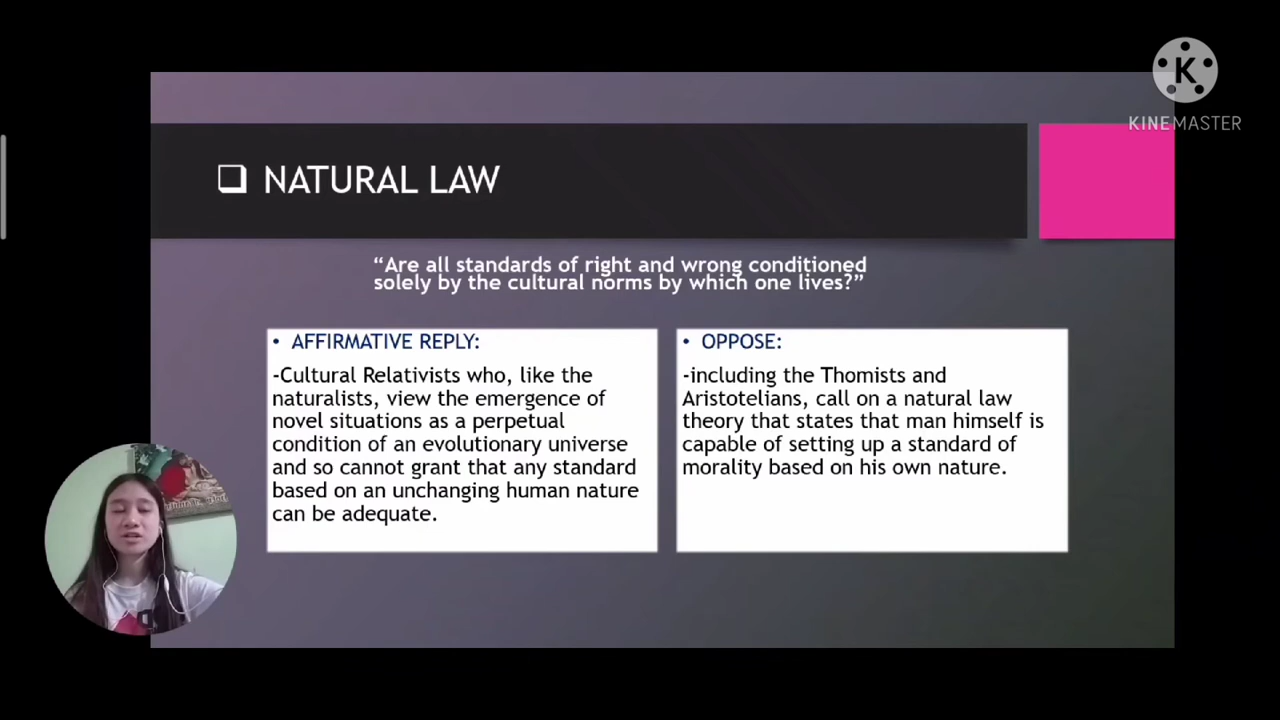 KINEMASTER
❑ NATURAL LAW
“Are all standards of right and wrong conditioned
solely by the cultural norms by which one lives?”
• AFFIRMATIVE REPLY:
-Cultural Relativists who, like the
naturalists, view the emergence of
novel situations as a perpetual
condition of an evolutionary universe
and so cannot grant that any standard
based on an unchanging human nature
can be adequate.
• OPPOSE:
-including the Thomists and
Aristotelians, call on a natural law
theory that states that man himself is
capable of setting up a standard of
morality based on his own nature.